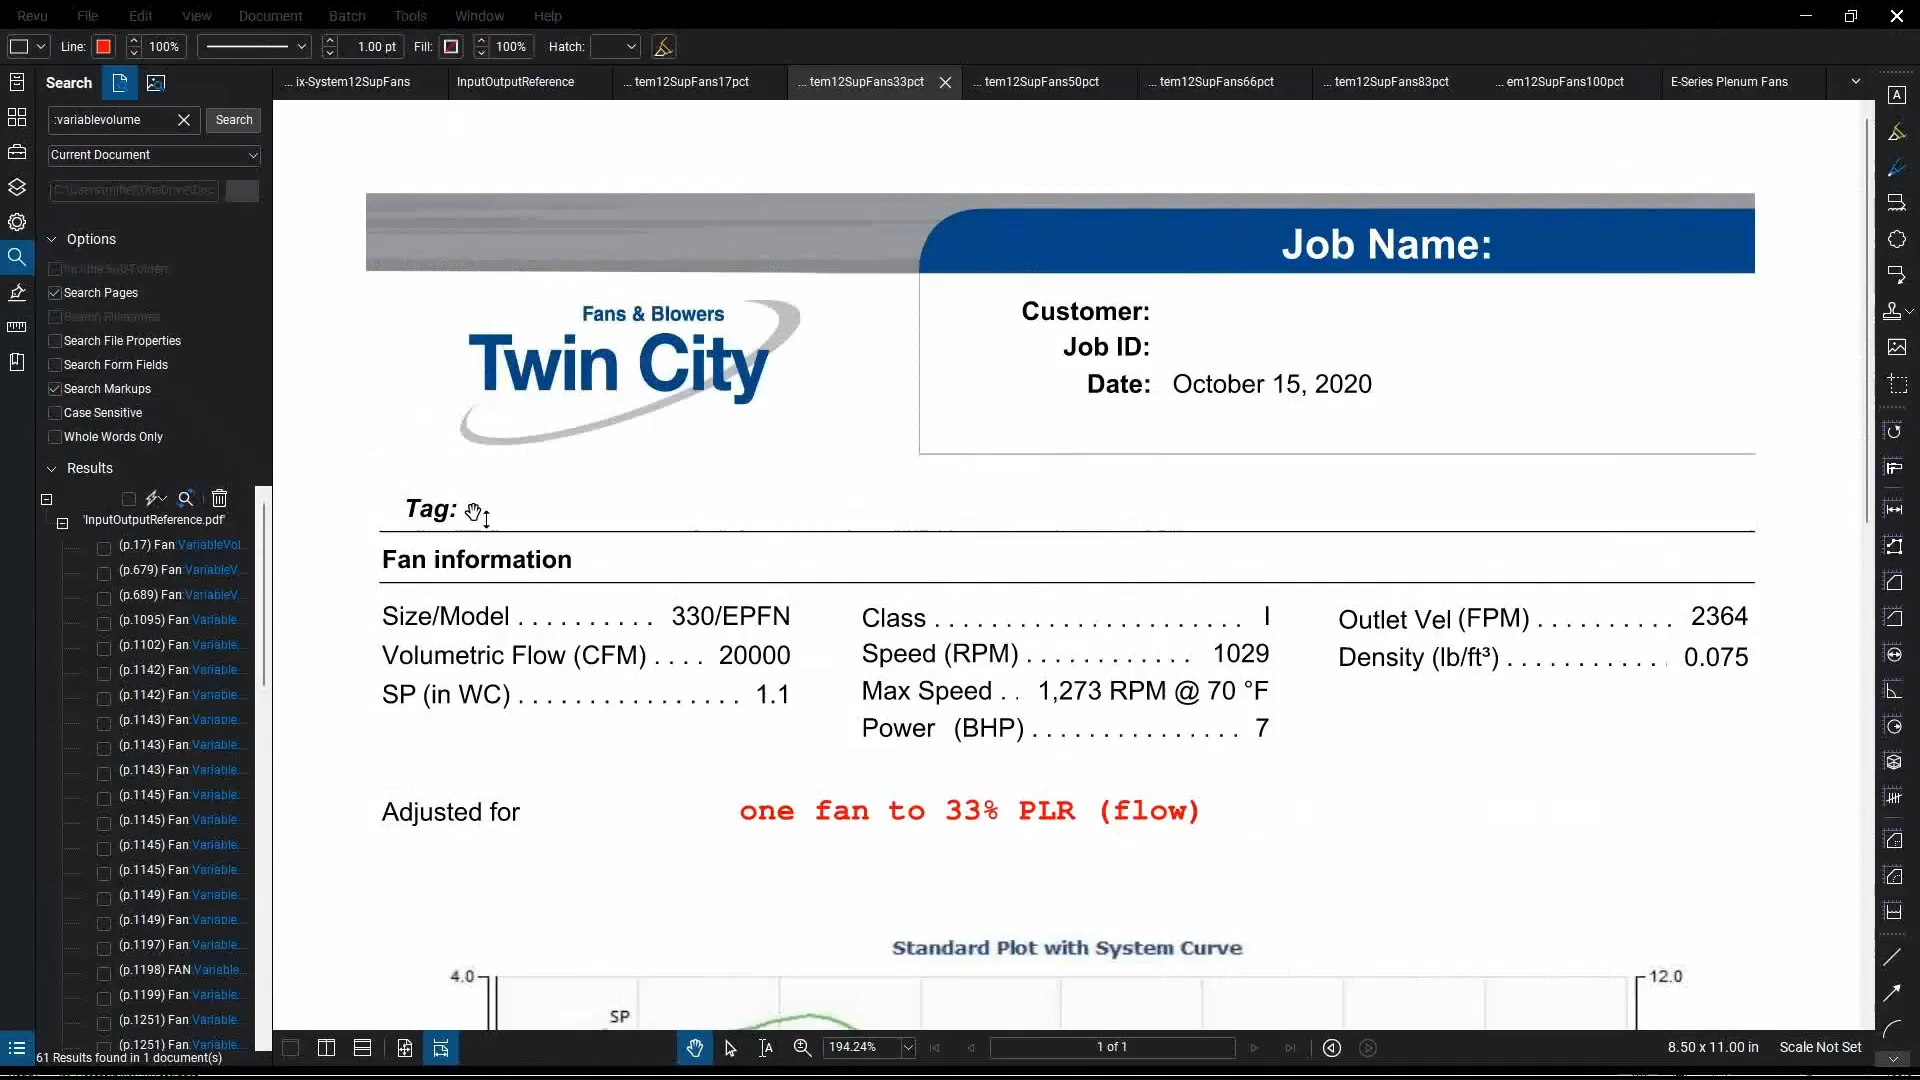 Revu File Edit View Document Batch Tools Window Help
Line: 100% 1.00 pt Fill: 100% Hatch:
Search
... ix-System12SupFans InputOutputReference ... tem12SupFans17pct ... tem12SupFans33pct ... tem12SupFans50pct ... tem12SupFans66pct ... tem12SupFans83pct ... em12SupFans100pct E-Series Plenum Fans
:variablevolume Search
Current Document
Options
Include Sub-Folders
Search Pages
Search Filenames
Search File Properties
Search Form Fields
Search Markups
Case Sensitive
Whole Words Only
Results
'InputOutputReference.pdf'
(p.17) Fan:VariableVol...
(p.679) Fan:VariableV...
(p.689) Fan:VariableV...
(p.1095) Fan:Variable...
(p.1102) Fan:Variable...
(p.1142) Fan:Variable...
(p.1142) Fan:Variable...
(p.1143) Fan:Variable...
(p.1143) Fan:Variable...
(p.1143) Fan:Variable...
(p.1145) Fan:Variable...
(p.1145) Fan:Variable...
(p.1145) Fan:Variable...
(p.1145) Fan:Variable...
(p.1149) Fan:Variable...
(p.1149) Fan:Variable...
(p.1197) Fan:Variable...
(p.1198) FAN:Variable...
(p.1199) Fan:Variable...
(p.1251) Fan:Variable...
(p.1251) Fan:Variable...
61 Results found in 1 document(s)
Job Name:
Fans & Blowers
Twin City
Customer:
Job ID:
Date: October 15, 2020
Tag:
Fan information
Size/Model . . . . . . . . . . 330/EPFN
Volumetric Flow (CFM) . . . . 20000
SP (in WC) . . . . . . . . . . . . . . . . 1.1
Class . . . . . . . . . . . . . . . . . . . . . . I
Speed (RPM) . . . . . . . . . . . . 1029
Max Speed . . 1,273 RPM @ 70 °F
Power (BHP) . . . . . . . . . . . . . . . 7
Outlet Vel (FPM) . . . . . . . . . . 2364
Density (lb/ft³) . . . . . . . . . . . . 0.075
Adjusted for one fan to 33% PLR (flow)
Standard Plot with System Curve
4.0 12.0
SP
194.24% 1 of 1 8.50 x 11.00 in Scale Not Set